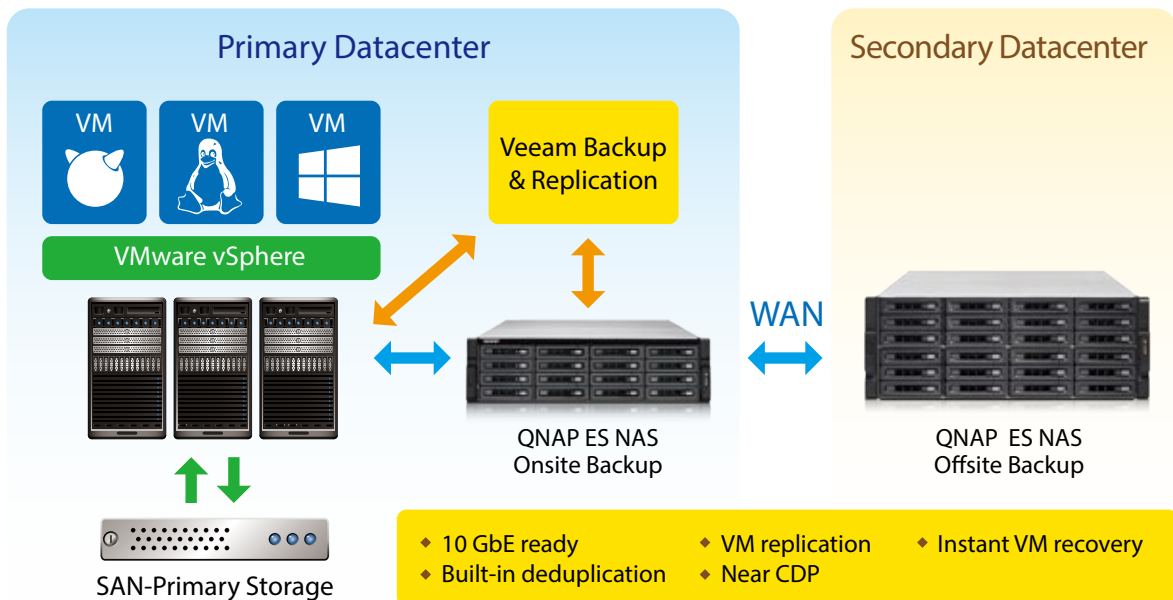 Primary Datacenter
Secondary Datacenter
VM
VM
VM
Veeam Backup
& Replication
VMware vSphere
WAN
QNAP ES NAS
Onsite Backup
QNAP ES NAS
Offsite Backup
SAN-Primary Storage
10 GbE ready
Built-in deduplication
VM replication
Near CDP
Instant VM recovery